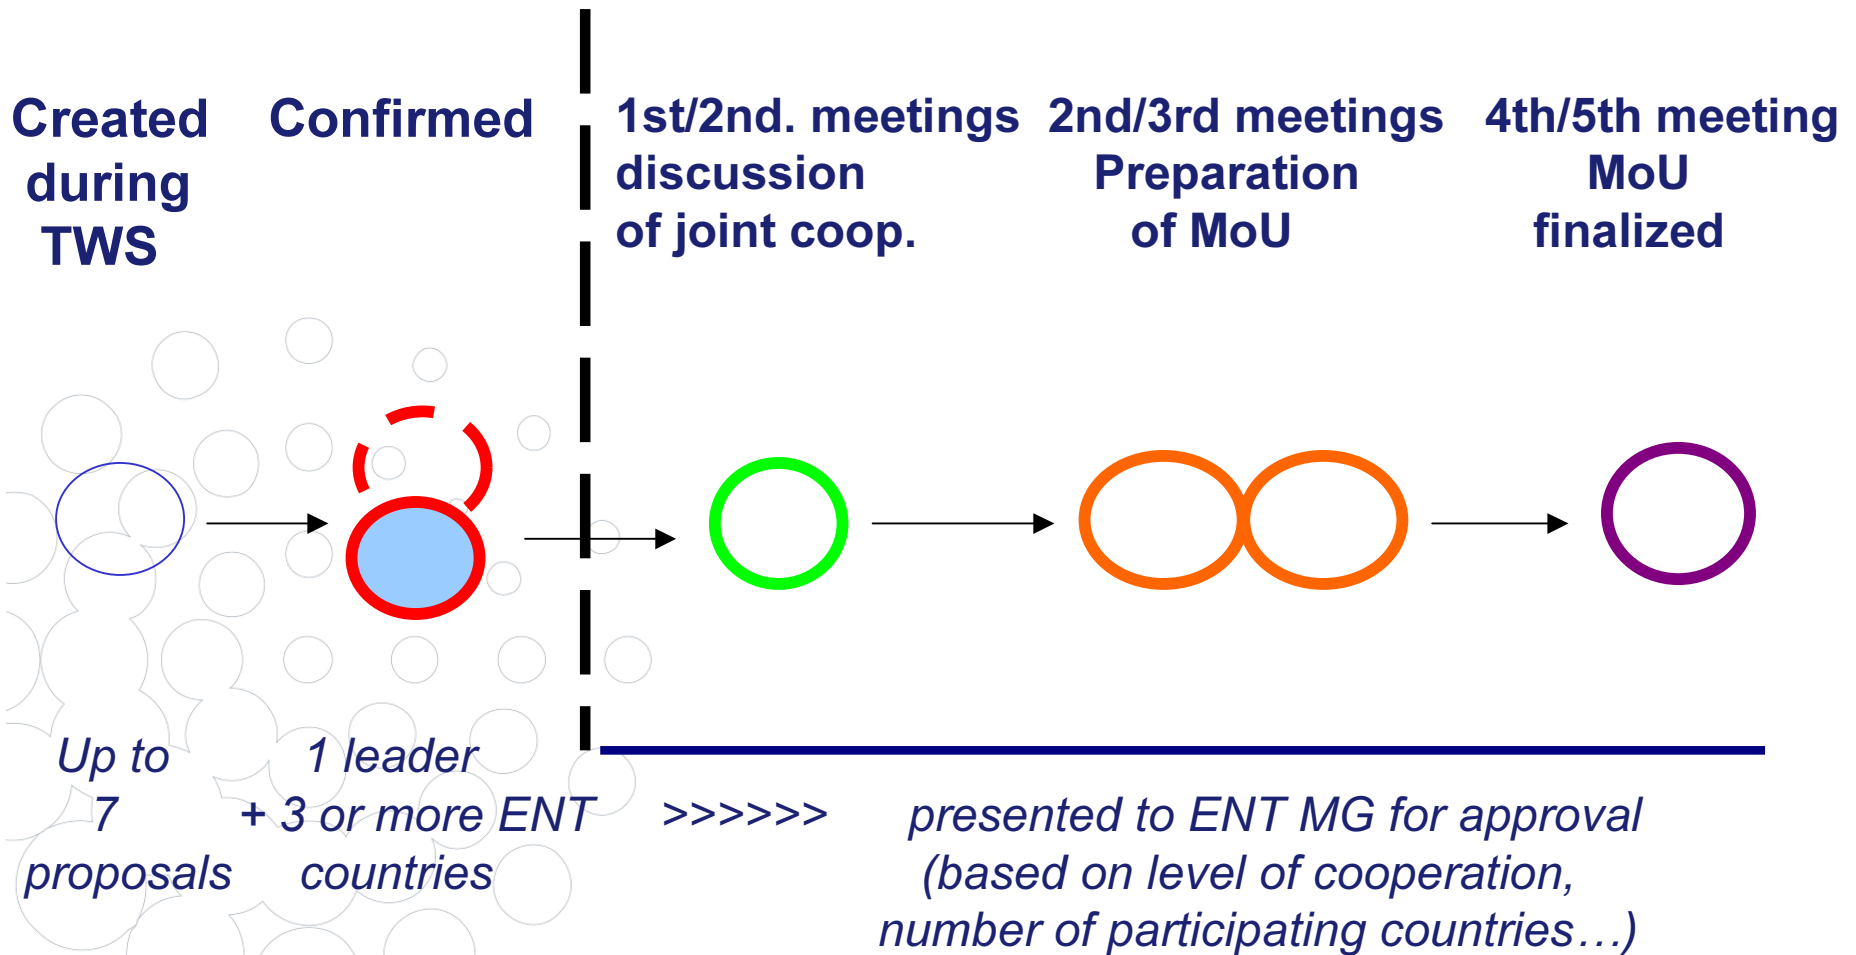 Created
during
TWS
Confirmed
1st/2nd. meetings
discussion
of joint coop.
2nd/3rd meetings
Preparation
of MoU
4th/5th meeting
MoU
finalized
Up to
7
proposals
1 leader
+ 3 or more ENT
countries
>>>>>>
presented to ENT MG for approval
(based on level of cooperation,
number of participating countries…)